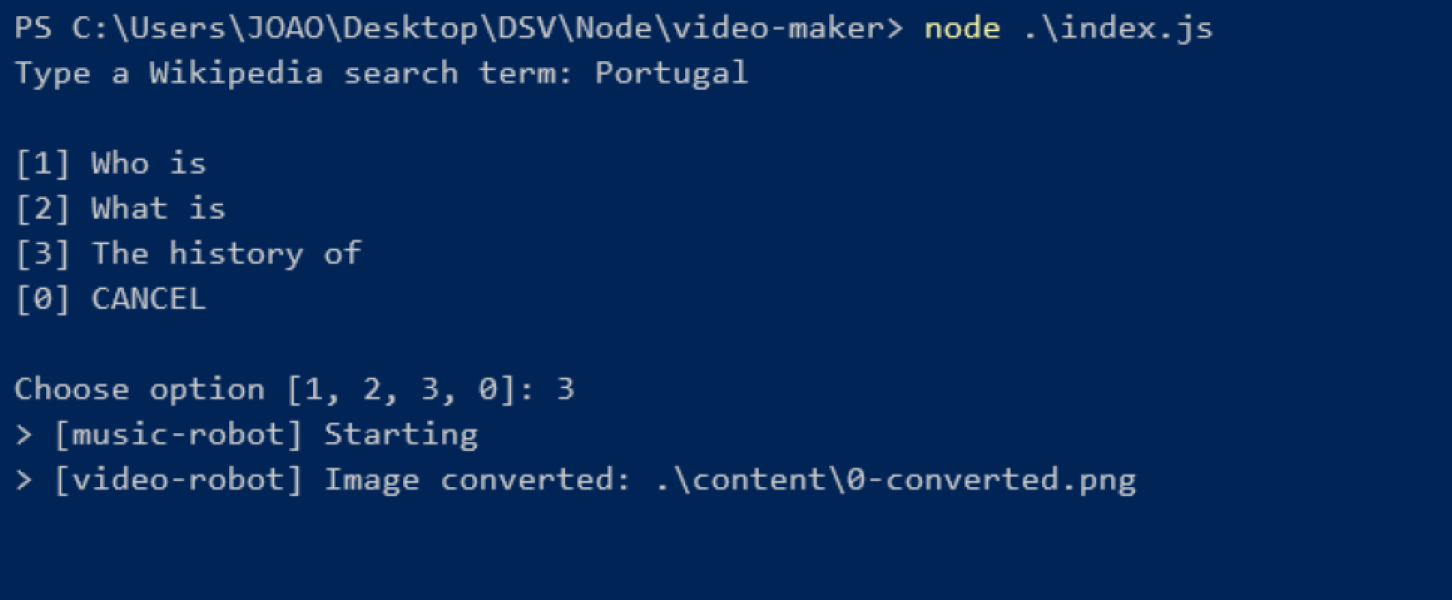 PS C:\Users\JOAO\Desktop\DSV\Node\video-maker> node .\index.js
Type a Wikipedia search term: Portugal
[1] Who is
[2] What is
[3] The history of
[0] CANCEL
Choose option [1, 2, 3, 0]: 3
> [music-robot] Starting
> [video-robot] Image converted: .\content\0-converted.png